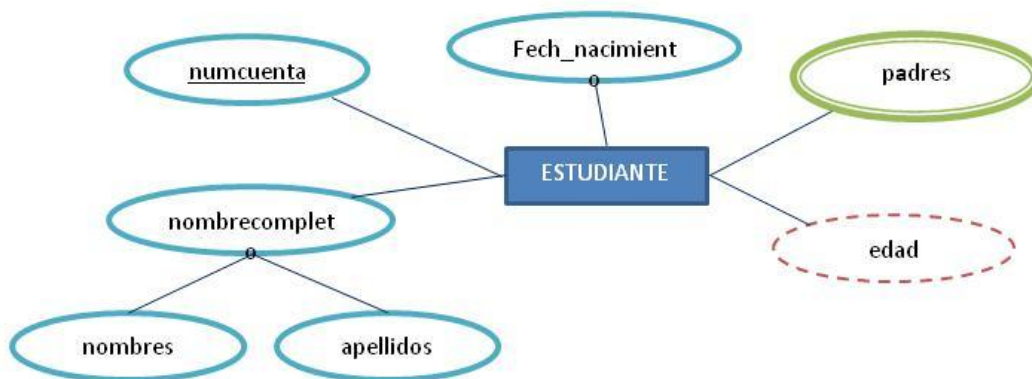 Fech_nacimient
o
numcuenta
padres
ESTUDIANTE
nombrecomplet
o
edad
nombres
apellidos